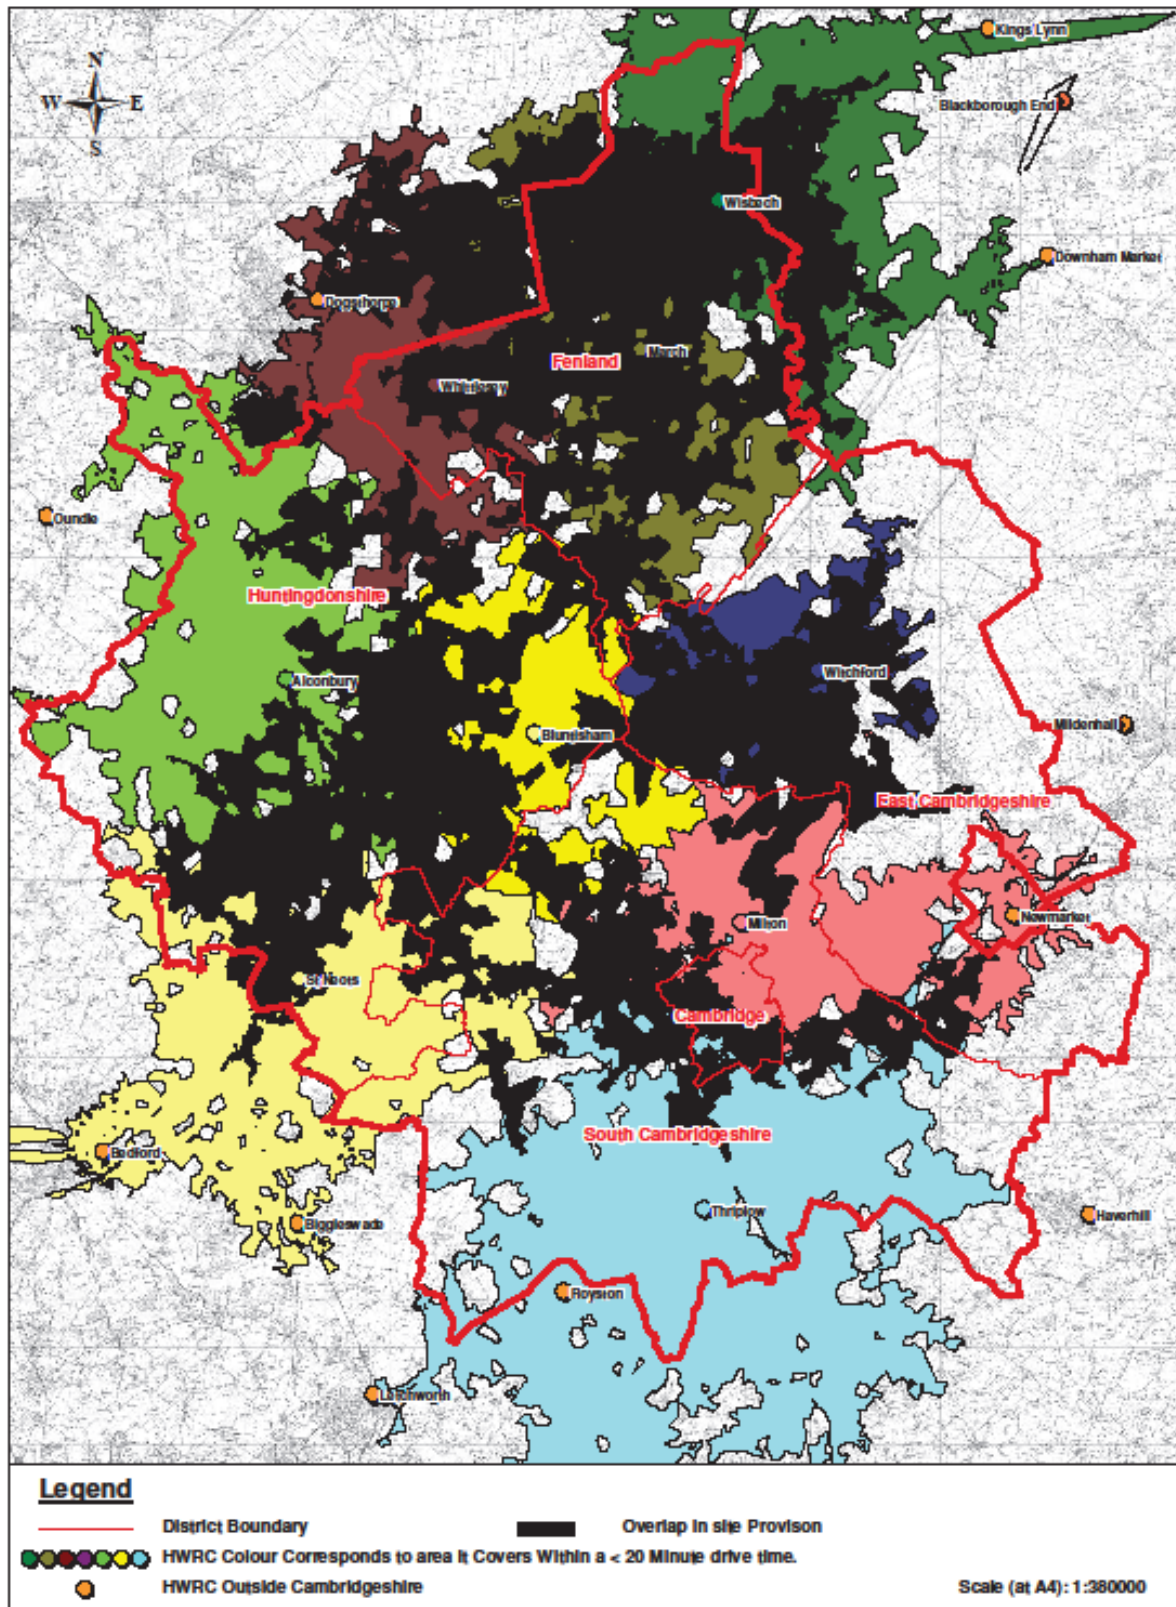 Kings Lynn
N
W E
S
Blackborough End
Wisbech
Downham Market
Dogsthorpe
Fenland
March
Whittlesey
Oundle
Huntingdonshire
Alconbury
Witchford
Bluntisham
Mildenhall
East Cambridgeshire
Milton
Newmarket
St Neots
Cambridge
South Cambridgeshire
Bedford
Thriplow
Haverhill
Biggleswade
Royston
Letchworth
Legend
District Boundary
Overlap in site Provison
HWRC Colour Corresponds to area it Covers Within a < 20 Minute drive time.
HWRC Outside Cambridgeshire
Scale (at A4): 1:380000